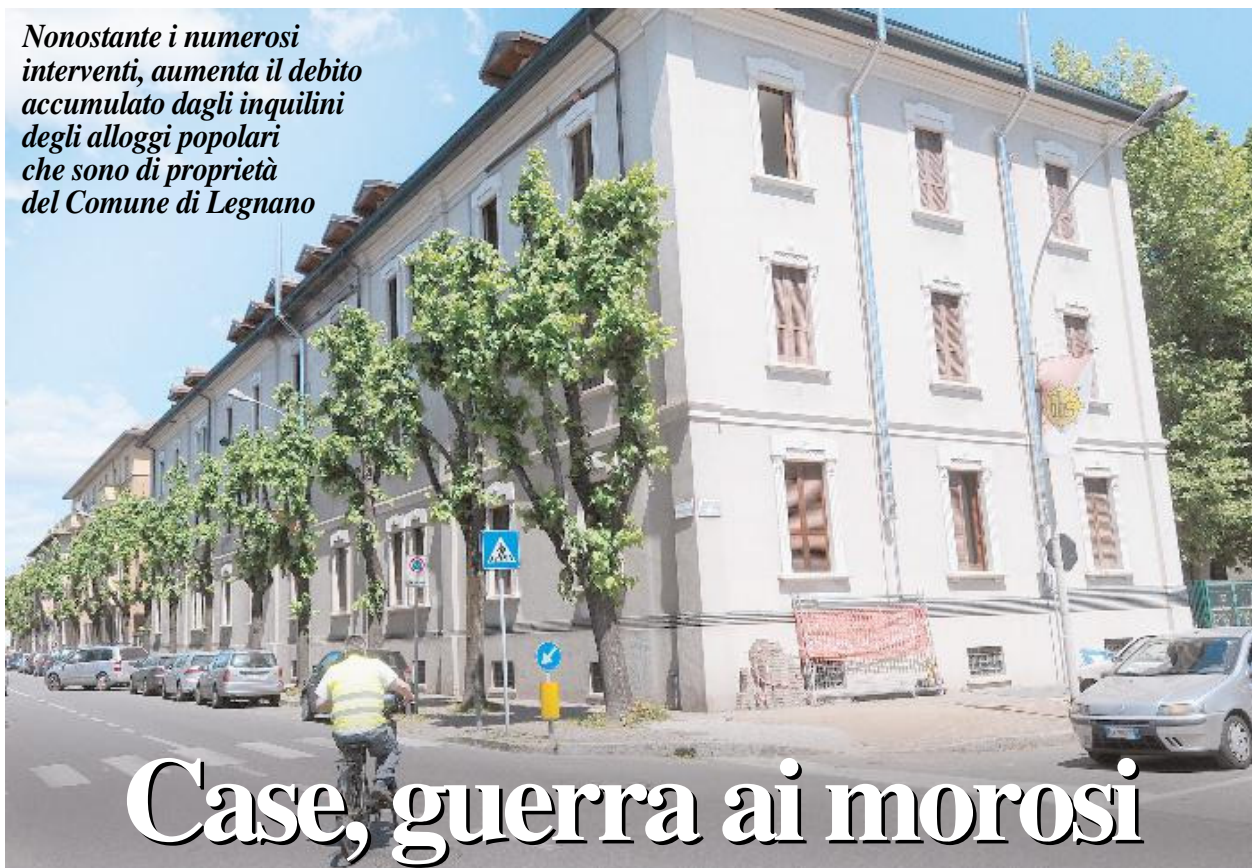 Nonostante i numerosi
interventi, aumenta il debito
accumulato dagli inquilini
degli alloggi popolari
che sono di proprietà
del Comune di Legnano
Case, guerra ai morosi